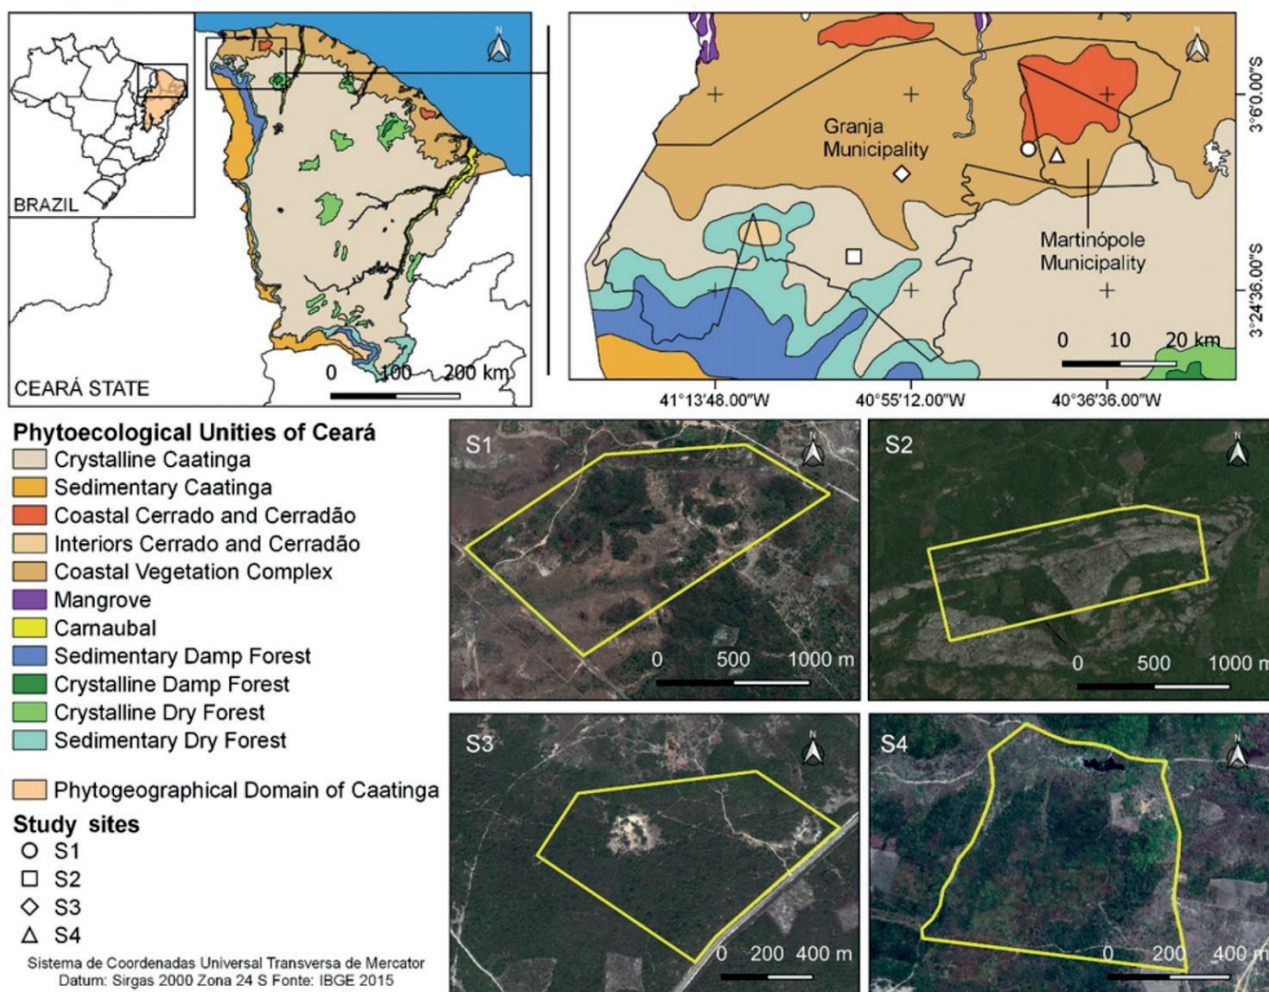 BRAZIL
N
CEARÁ STATE
0 100 200 km
N
Granja
Municipality
Martinópole
Municipality
0 10 20 km
3°6'0.00"S
3°24'36.00"S
41°13'48.00"W
40°55'12.00"W
40°36'36.00"W
Phytoecological Unities of Ceará
Crystalline Caatinga
Sedimentary Caatinga
Coastal Cerrado and Cerradão
Interiors Cerrado and Cerradão
Coastal Vegetation Complex
Mangrove
Carnaubal
Sedimentary Damp Forest
Crystalline Damp Forest
Crystalline Dry Forest
Sedimentary Dry Forest
Phytogeographical Domain of Caatinga
Study sites
S1
S2
S3
S4
Sistema de Coordenadas Universal Transversa de Mercator
Datum: Sirgas 2000 Zona 24 S Fonte: IBGE 2015
S1
N
0 500 1000 m
S2
N
0 500 1000 m
S3
N
0 200 400 m
S4
N
0 200 400 m